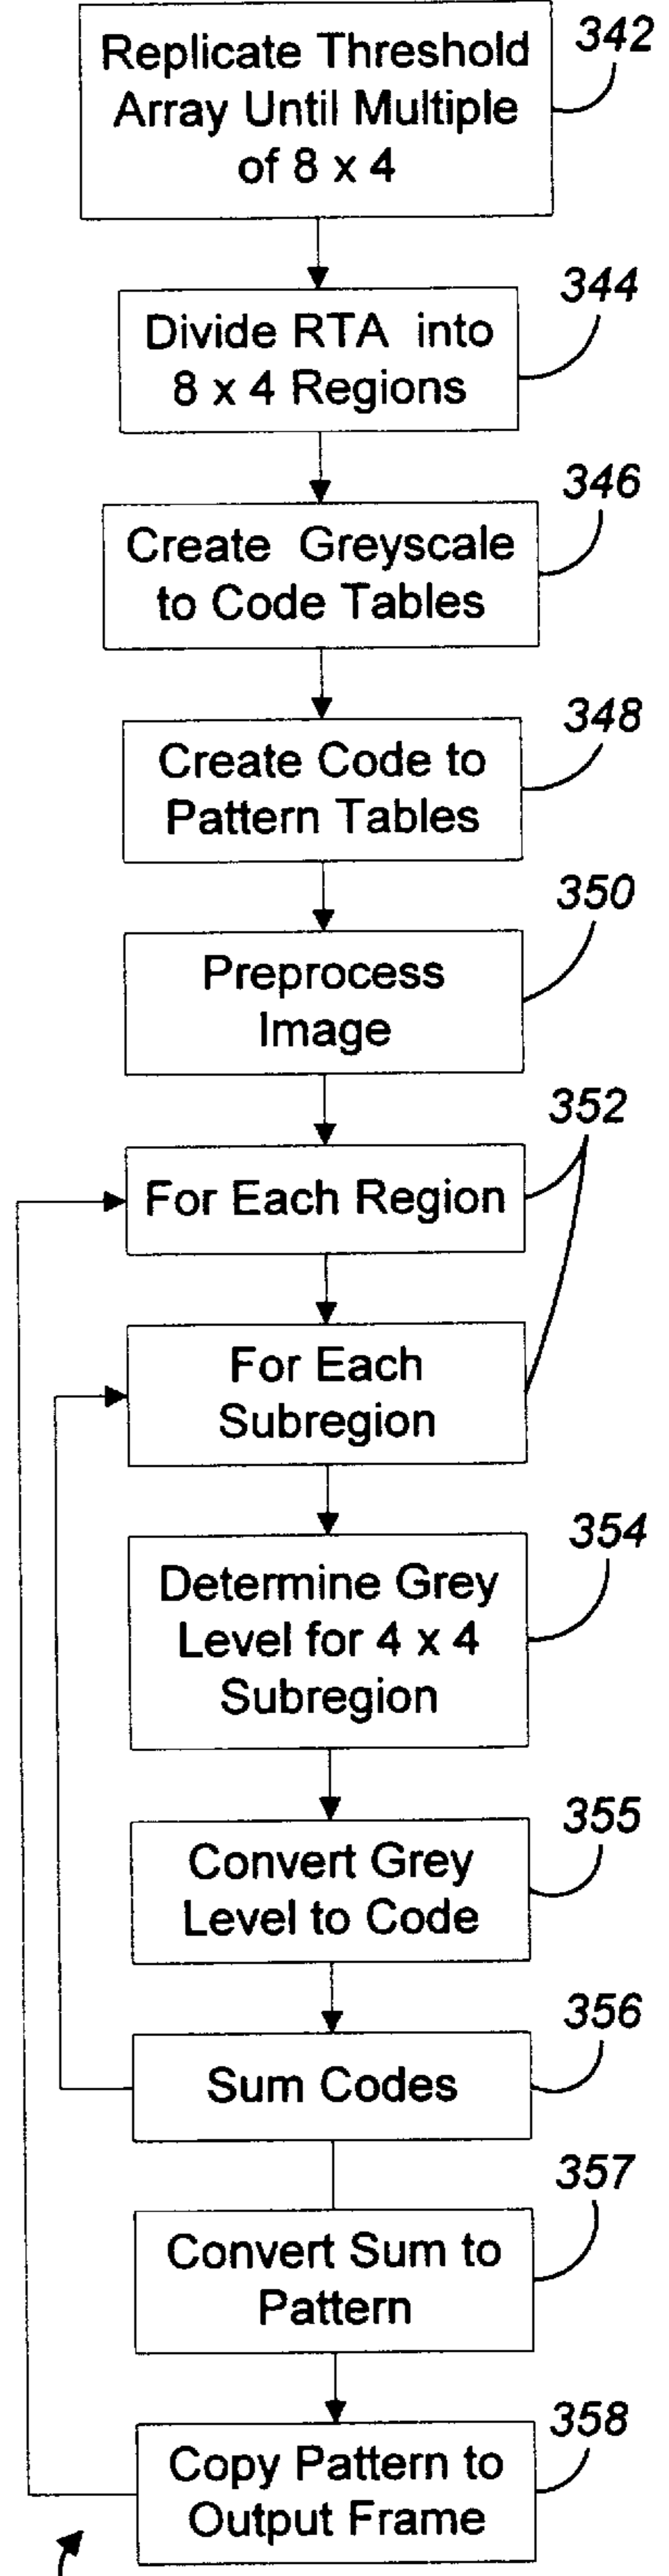 Replicate Threshold
Array Until Multiple
of 8 x 4
342
Divide RTA into
8 x 4 Regions
344
Create Greyscale
to Code Tables
346
Create Code to
Pattern Tables
348
Preprocess
Image
350
For Each Region
352
For Each
Subregion
Determine Grey
Level for 4 x 4
Subregion
354
Convert Grey
Level to Code
355
Sum Codes
356
Convert Sum to
Pattern
357
Copy Pattern to
Output Frame
358